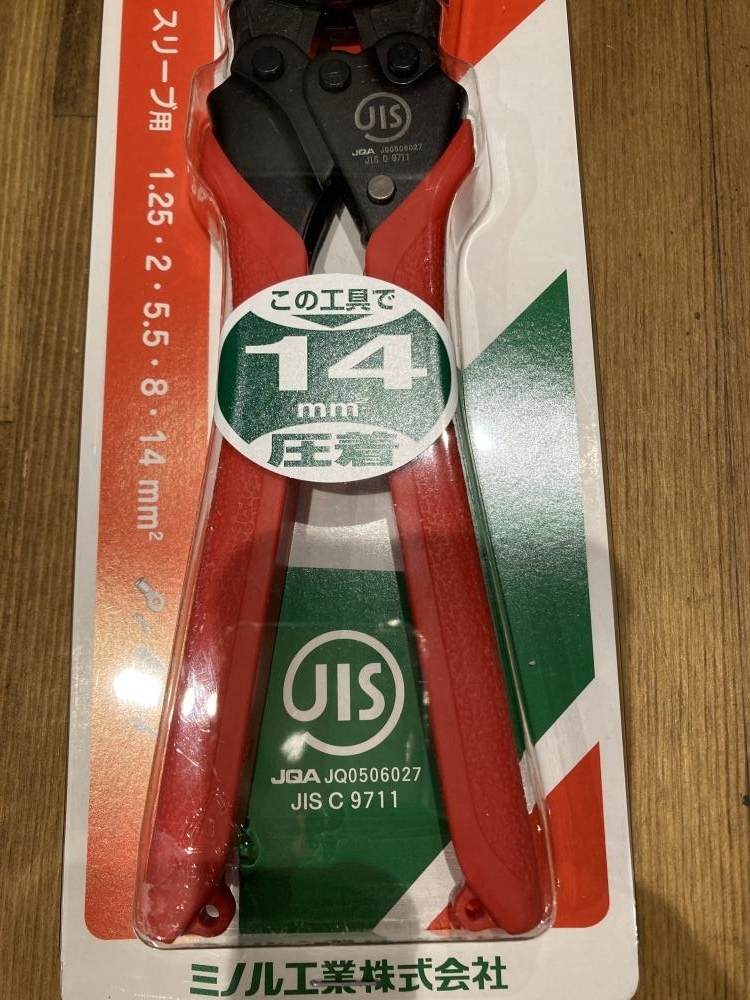 スリーブ用 1.25・2・5.5・8・14 mm²
JIS
JQA JQ0506027
JIS C 9711
この工具で
14
mm²
圧着
JIS
JQA JQ0506027
JIS C 9711
ミノル工業株式会社